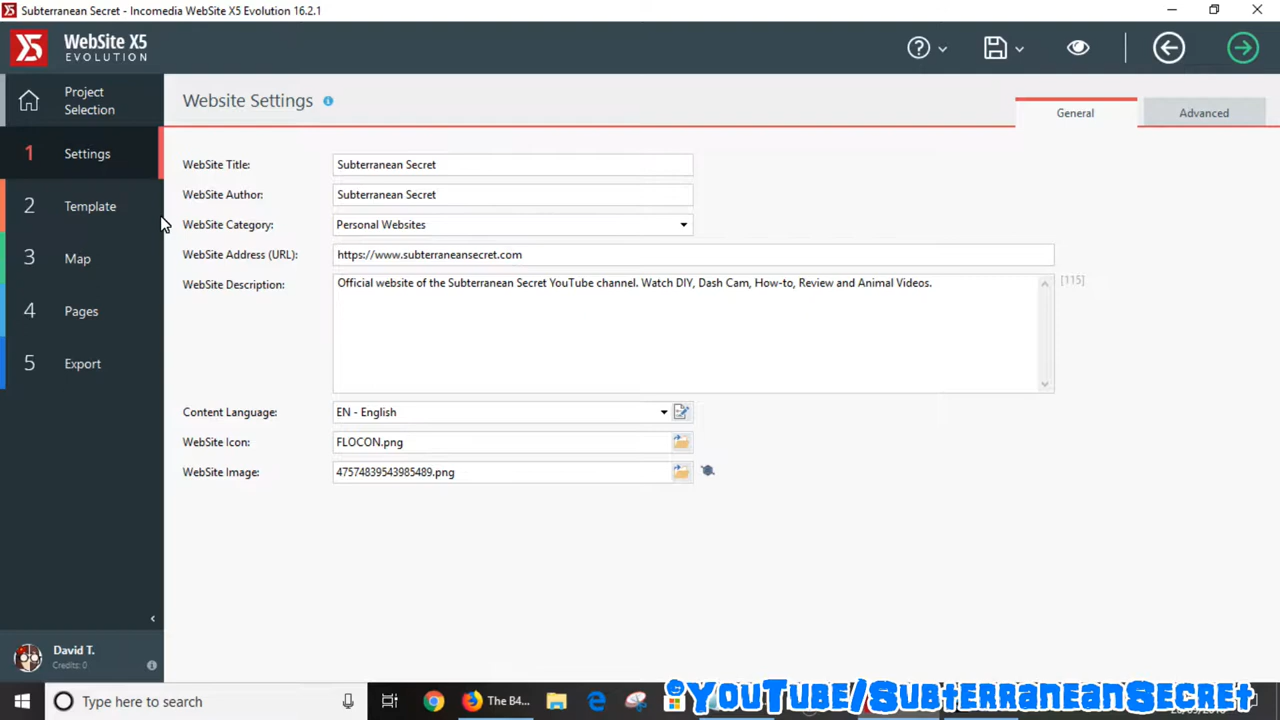 Subterranean Secret - Incomedia WebSite X5 Evolution 16.2.1
X5
WebSite X5
EVOLUTION
Project
Selection
1 Settings
2 Template
3 Map
4 Pages
5 Export
Website Settings
General
Advanced
WebSite Title: Subterranean Secret
WebSite Author: Subterranean Secret
WebSite Category: Personal Websites
WebSite Address (URL): https://www.subterraneansecret.com
WebSite Description: Official website of the Subterranean Secret YouTube channel. Watch DIY, Dash Cam, How-to, Review and Animal Videos. [115]
Content Language: EN - English
WebSite Icon: FLOCON.png
WebSite Image: 47574839543985489.png
David T.
Credits: 0
Type here to search
The B4...
YouTube/SubterraneanSecret